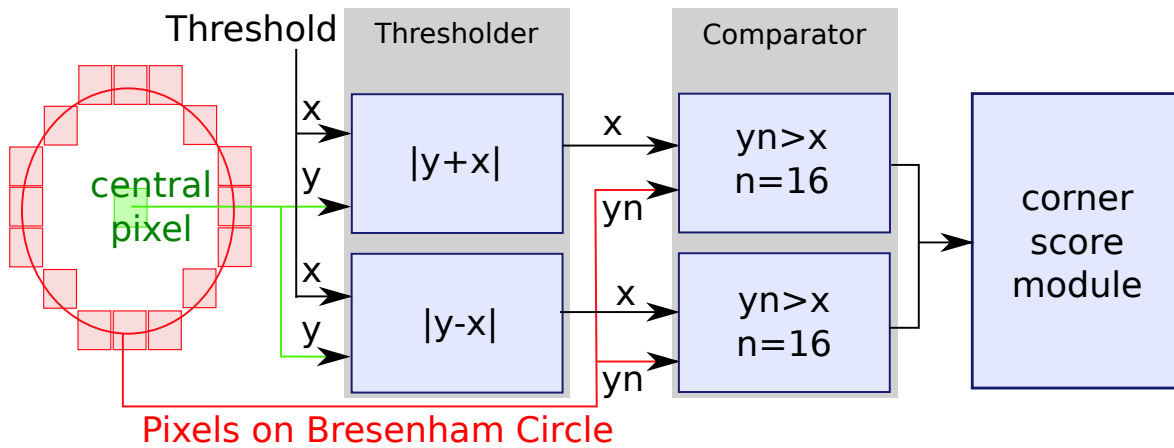 Threshold
Thresholder
Comparator
x
y
|y+x|
x
yn
yn>x
n=16
central
pixel
x
y
|y-x|
x
yn
yn>x
n=16
corner
score
module
Pixels on Bresenham Circle